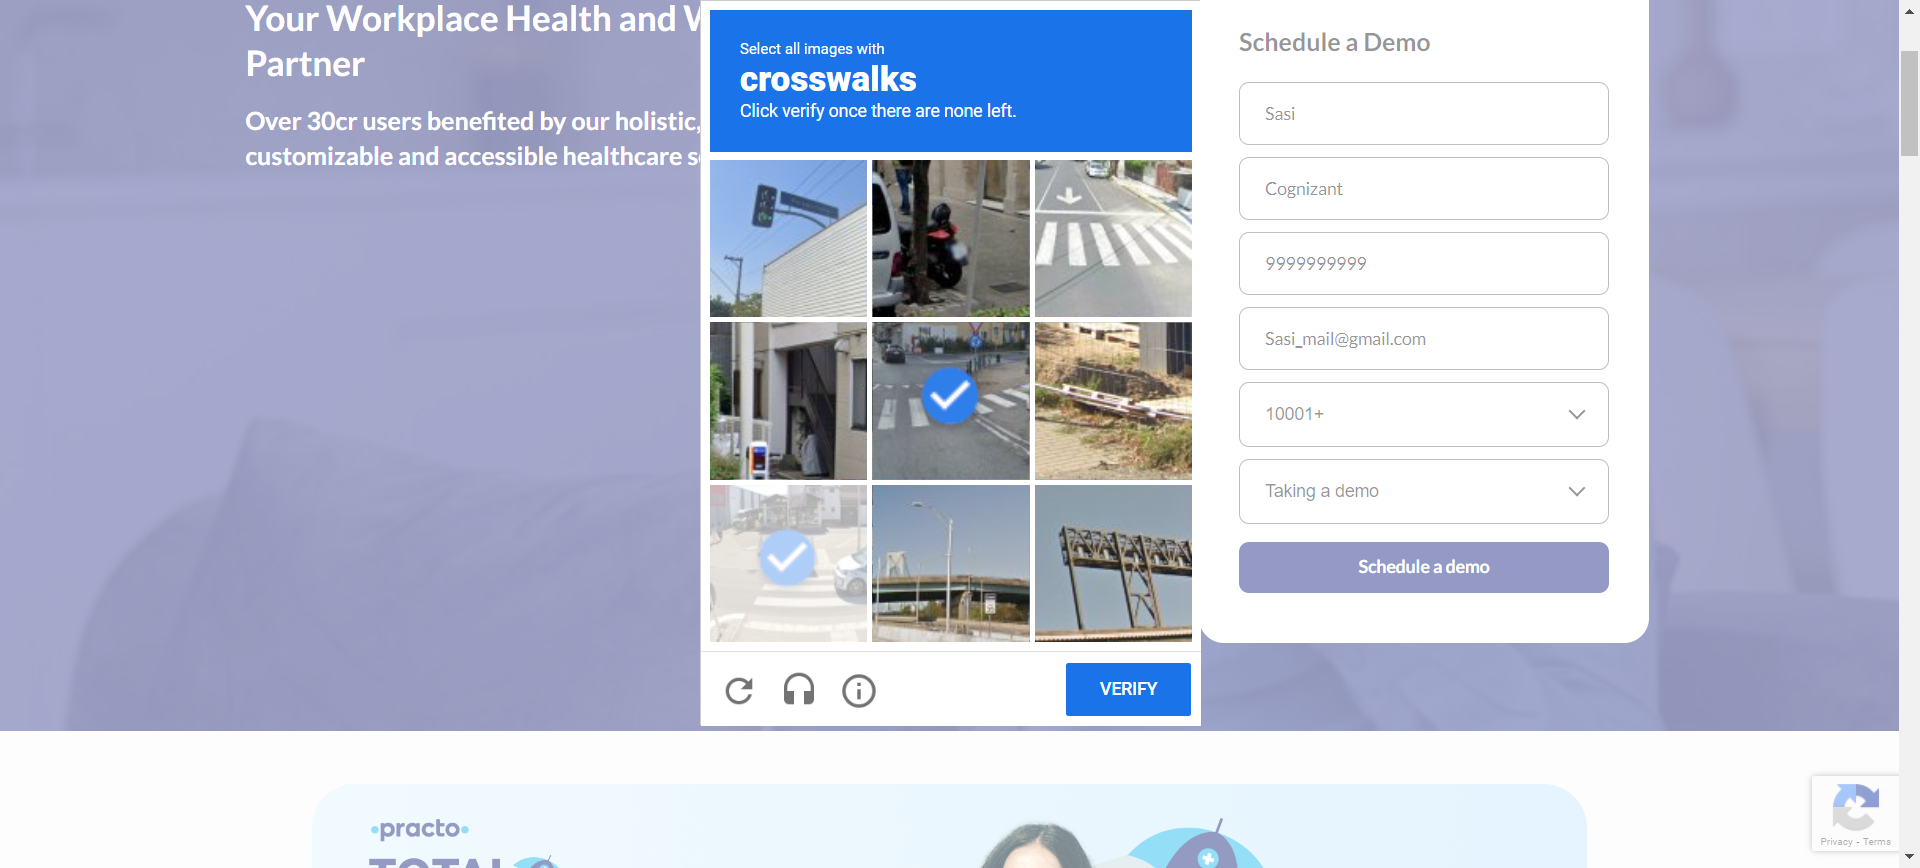 Your Workplace Health and
Partner
Over 30cr users benefited by our holistic,
customizable and accessible healthcare
Select all images with
crosswalks
Click verify once there are none left.
VERIFY
Schedule a Demo
Sasi
Cognizant
9999999999
Sasi_mail@gmail.com
10001+
Taking a demo
Schedule a demo
practo
Privacy - Terms